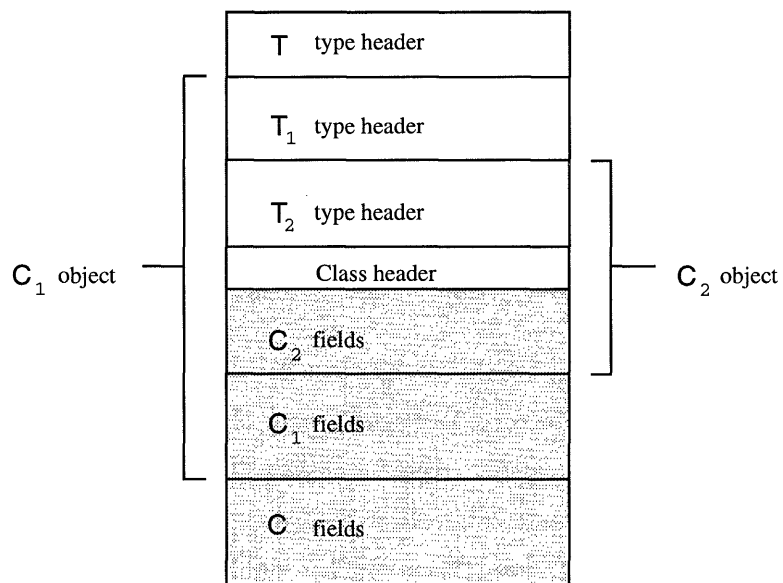 T type header
T₁ type header
T₂ type header
Class header
C₁ object
C₂ object
C₂ fields
C₁ fields
C fields